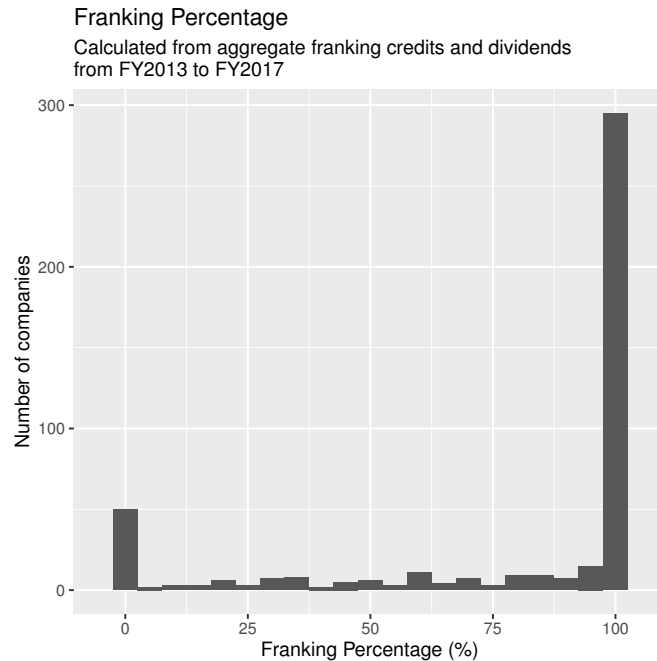 Franking Percentage
Calculated from aggregate franking credits and dividends
from FY2013 to FY2017
300
200
100
0
Number of companies
0 25 50 75 100
Franking Percentage (%)